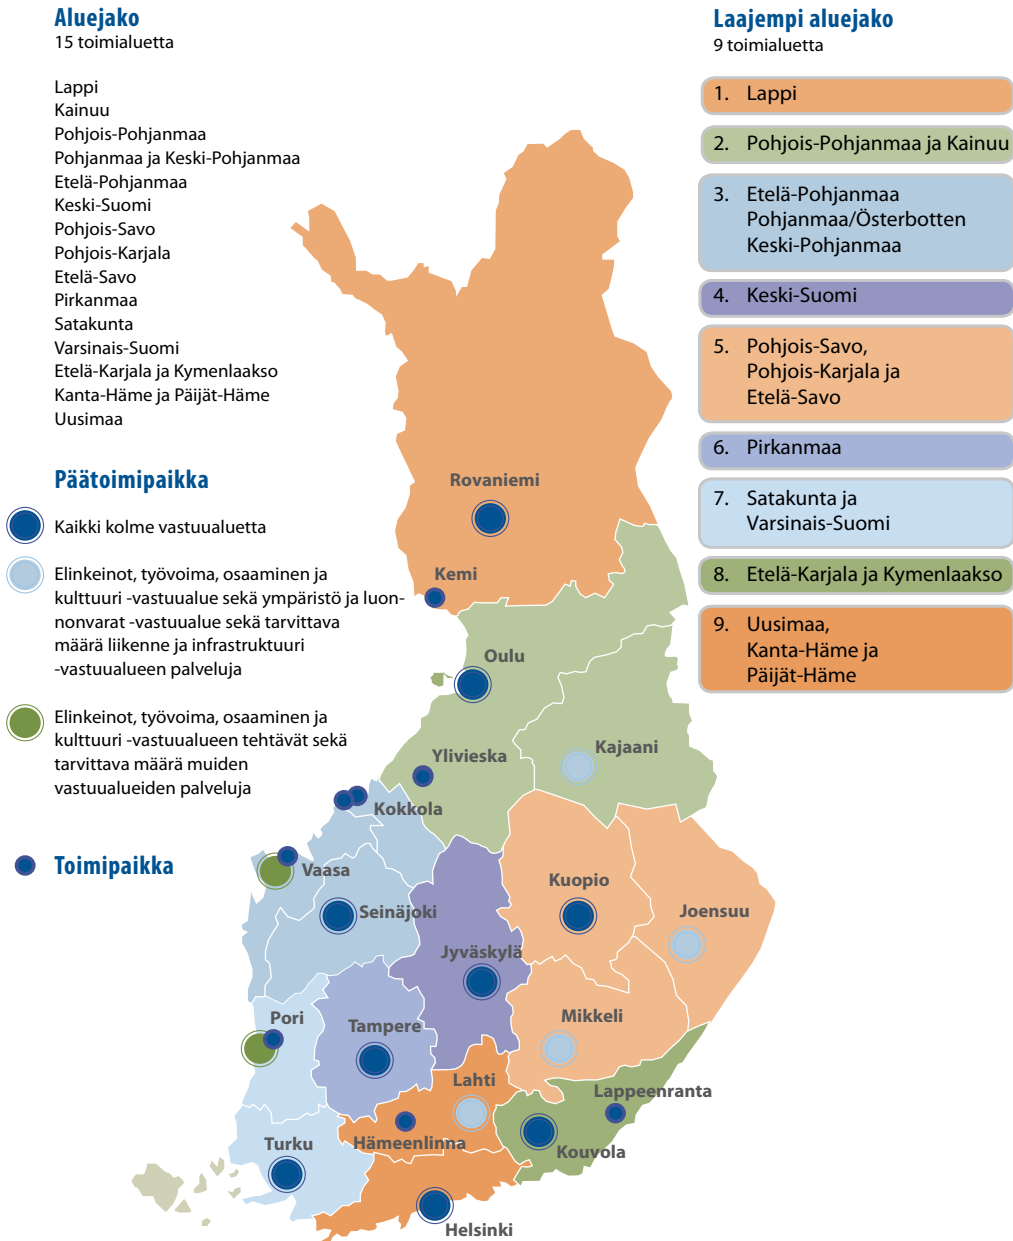 Aluejako
15 toimialuetta
Lappi
Kainuu
Pohjois-Pohjanmaa
Pohjanmaa ja Keski-Pohjanmaa
Etelä-Pohjanmaa
Keski-Suomi
Pohjois-Savo
Pohjois-Karjala
Etelä-Savo
Pirkanmaa
Satakunta
Varsinais-Suomi
Etelä-Karjala ja Kymenlaakso
Kanta-Häme ja Päijät-Häme
Uusimaa
Päätoimipaikka
Kaikki kolme vastuualuetta
Elinkeinot, työvoima, osaaminen ja
kulttuuri -vastuualue sekä ympäristö ja luon-
nonvarat -vastuualue sekä tarvittava
määrä liikenne ja infrastruktuuri
-vastuualueen palveluja
Elinkeinot, työvoima, osaaminen ja
kulttuuri -vastuualueen tehtävät sekä
tarvittava määrä muiden
vastuualueiden palveluja
Toimipaikka
Laajempi aluejako
9 toimialuetta
1. Lappi
2. Pohjois-Pohjanmaa ja Kainuu
3. Etelä-Pohjanmaa
Pohjanmaa/Österbotten
Keski-Pohjanmaa
4. Keski-Suomi
5. Pohjois-Savo,
Pohjois-Karjala ja
Etelä-Savo
6. Pirkanmaa
7. Satakunta ja
Varsinais-Suomi
8. Etelä-Karjala ja Kymenlaakso
9. Uusimaa,
Kanta-Häme ja
Päijät-Häme
Rovaniemi
Kemi
Oulu
Ylivieska
Kajaani
Kokkola
Vaasa
Seinäjoki
Kuopio
Joensuu
Jyväskylä
Pori
Tampere
Mikkeli
Lahti
Lappeenranta
Turku
Hämeenlinna
Kouvola
Helsinki